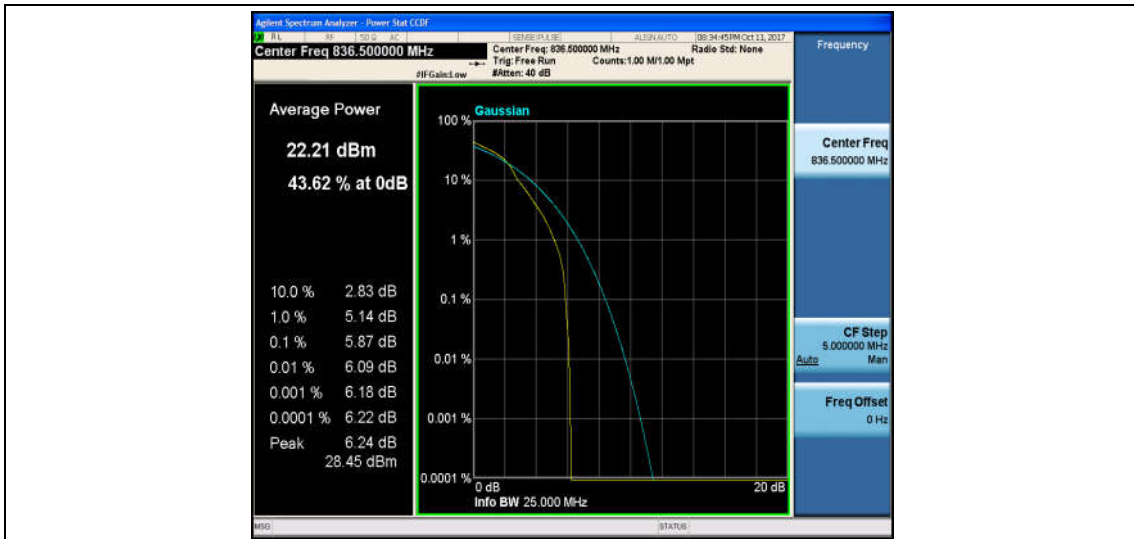 Agilent Spectrum Analyzer - Power Stat CCDF
RL RF 50 Ω AC SENSE:PULSE ALIGNAUTO 08:34:45PM Oct 11, 2017
Center Freq 836.500000 MHz
Center Freq: 836.500000 MHz Radio Std: None
Trig: Free Run Counts:1.00 M/1.00 Mpt
#IFGain:Low #Atten: 40 dB
Average Power
22.21 dBm
43.62 % at 0dB
10.0 % 2.83 dB
1.0 % 5.14 dB
0.1 % 5.87 dB
0.01 % 6.09 dB
0.001 % 6.18 dB
0.0001 % 6.22 dB
Peak 6.24 dB
28.45 dBm
Gaussian
100 %
10 %
1 %
0.1 %
0.01 %
0.001 %
0.0001 %
0 dB 20 dB
Info BW 25.000 MHz
Frequency
Center Freq
836.500000 MHz
CF Step
5.000000 MHz
Auto Man
Freq Offset
0 Hz
MSG STATUS